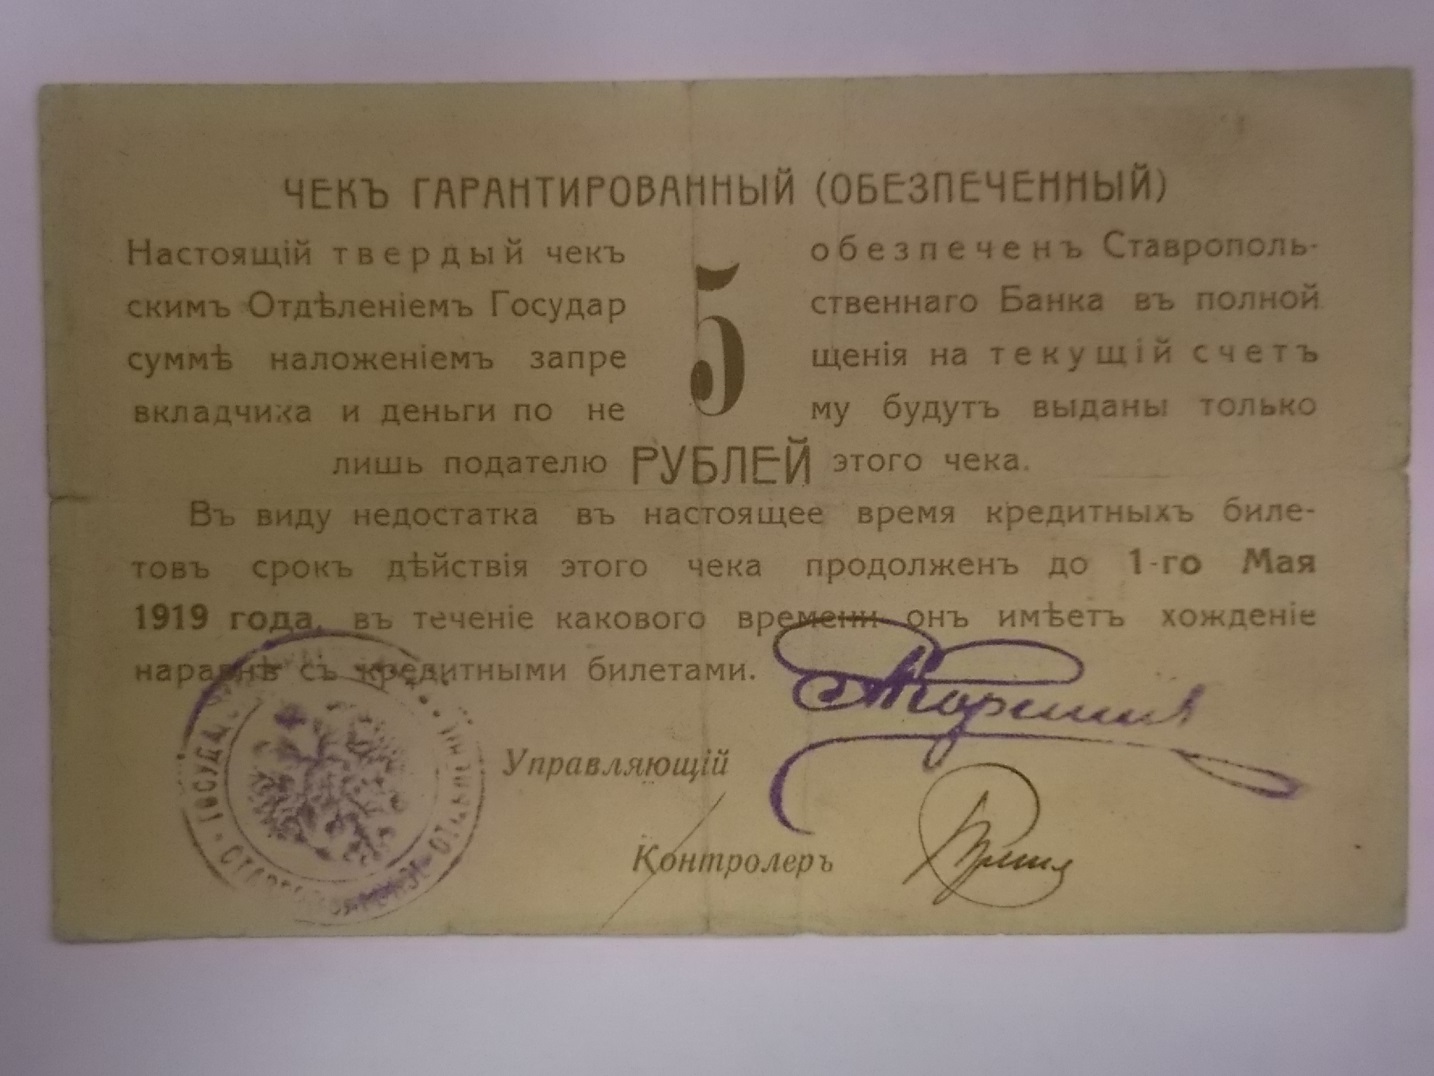 ЧЕКЪ ГАРАНТИРОВАННЫЙ (ОБЕЗПЕЧЕННЫЙ)
Настоящій твердый чекъ обезпеченъ Ставрополь-
скимъ Отдѣленіемъ Государ 5 ственнаго Банка въ полной
суммѣ наложеніемъ запре щенія на текущій счетъ
вкладчика и деньги по не му будутъ выданы только
лишь подателю РУБЛЕЙ этого чека.
Въ виду недостатка въ настоящее время кредитныхъ биле-
товъ срокъ дѣйствія этого чека продолженъ до 1-го Мая
1919 года, въ теченіе какового времени онъ имѣетъ хожденіе
наравнѣ съ кредитными билетами.
Управляющій
Контролеръ